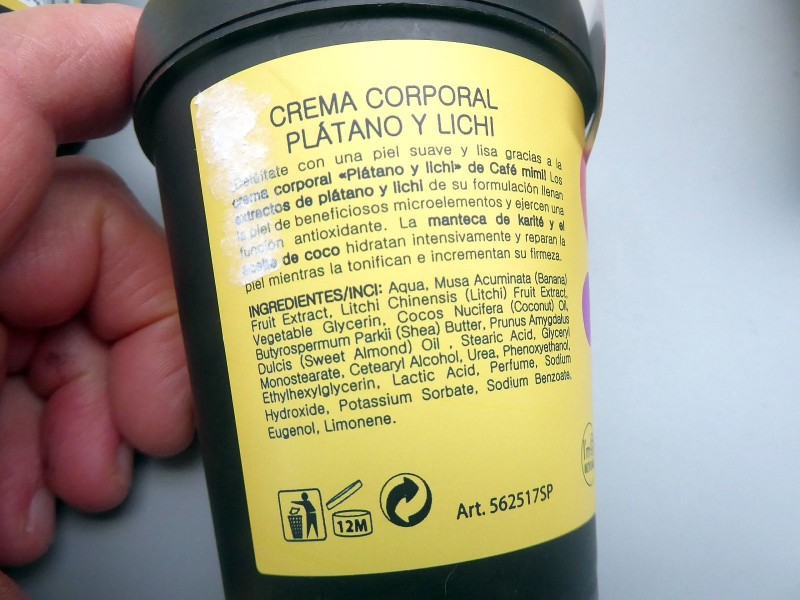 CREMA CORPORAL
PLÁTANO Y LICHI
Deléitate con una piel suave y lisa gracias a la
crema corporal «Plátano y lichi» de Café mimi! Los
extractos de plátano y lichi de su formulación llenan
la piel de beneficiosos microelementos y ejercen una
función antioxidante. La manteca de karité y el
aceite de coco hidratan intensivamente y reparan la
piel mientras la tonifican e incrementan su firmeza.
INGREDIENTES/INCI: Aqua, Musa Acuminata (Banana)
Fruit Extract, Litchi Chinensis (Litchi) Fruit Extract,
Vegetable Glycerin, Cocos Nucifera (Coconut) Oil,
Butyrospermum Parkii (Shea) Butter, Prunus Amygdalus
Dulcis (Sweet Almond) Oil , Stearic Acid, Glyceryl
Monostearate, Cetearyl Alcohol, Urea, Phenoxyethanol,
Ethylhexylglycerin, Lactic Acid, Perfume, Sodium
Hydroxide, Potassium Sorbate, Sodium Benzoate,
Eugenol, Limonene.
12M
Art. 562517SP